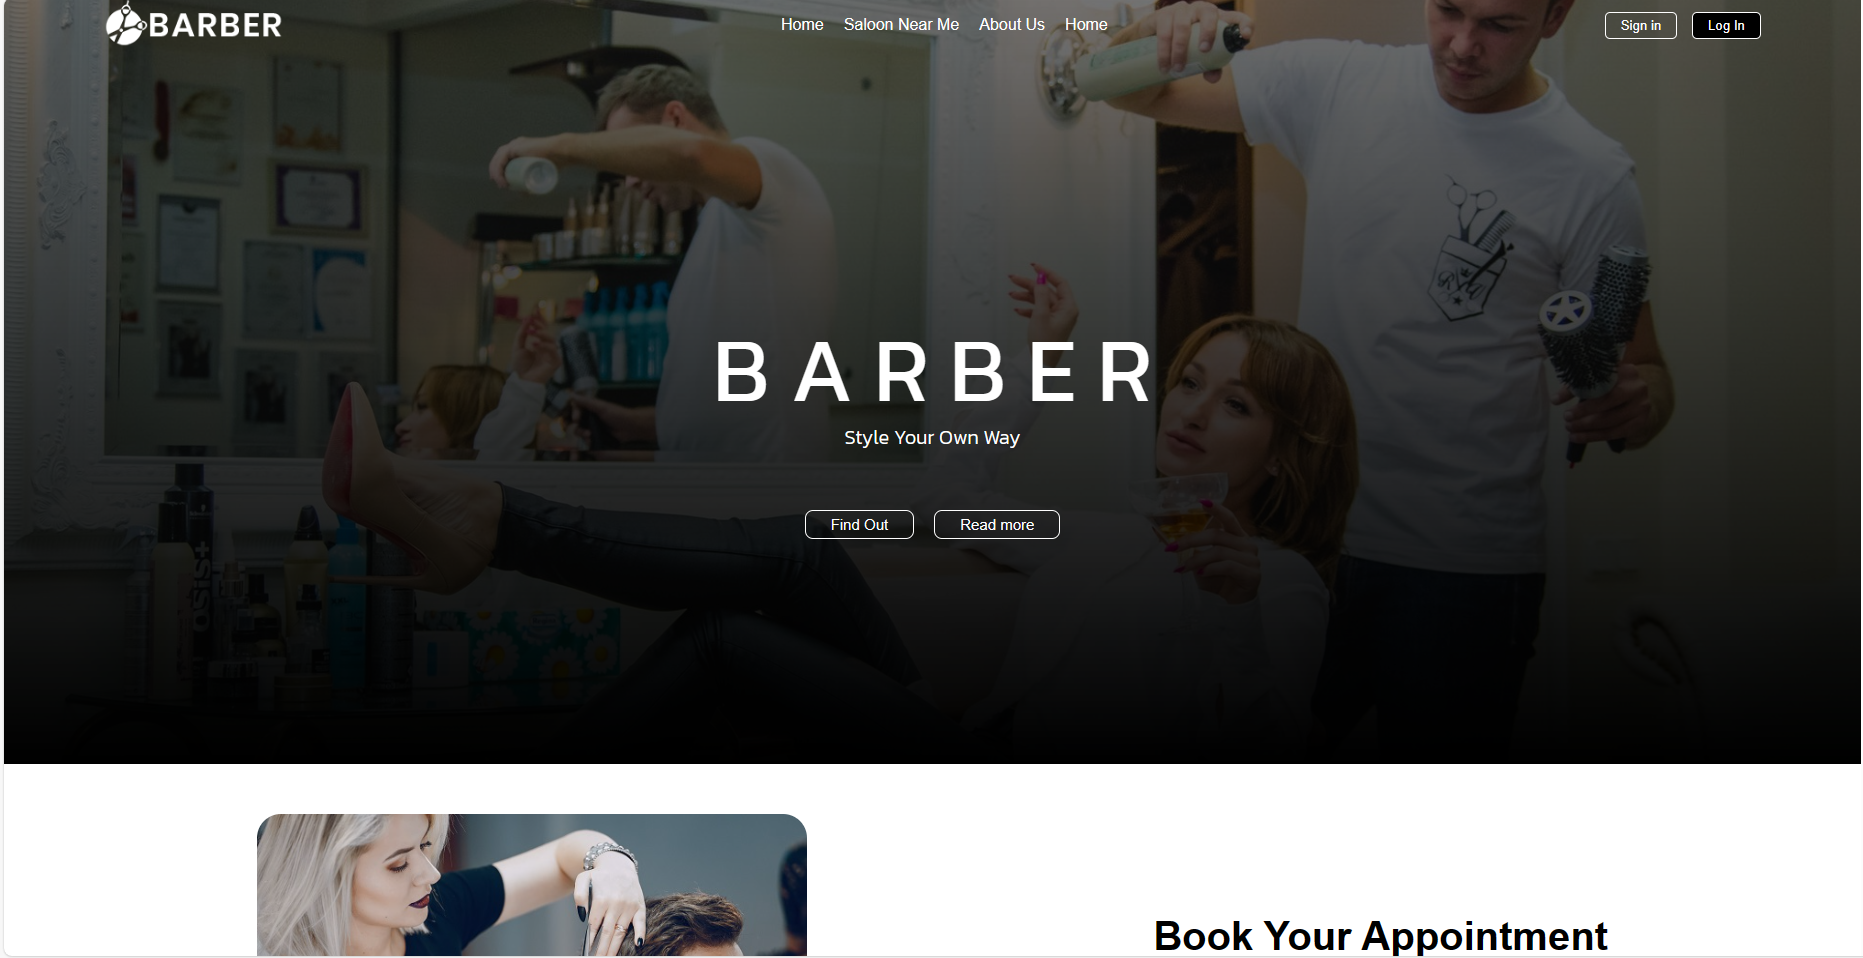 BARBER
Home Saloon Near Me About Us Home
Sign in Log In
BARBER
Style Your Own Way
Find Out Read more
OSiS+
Book Your Appointment